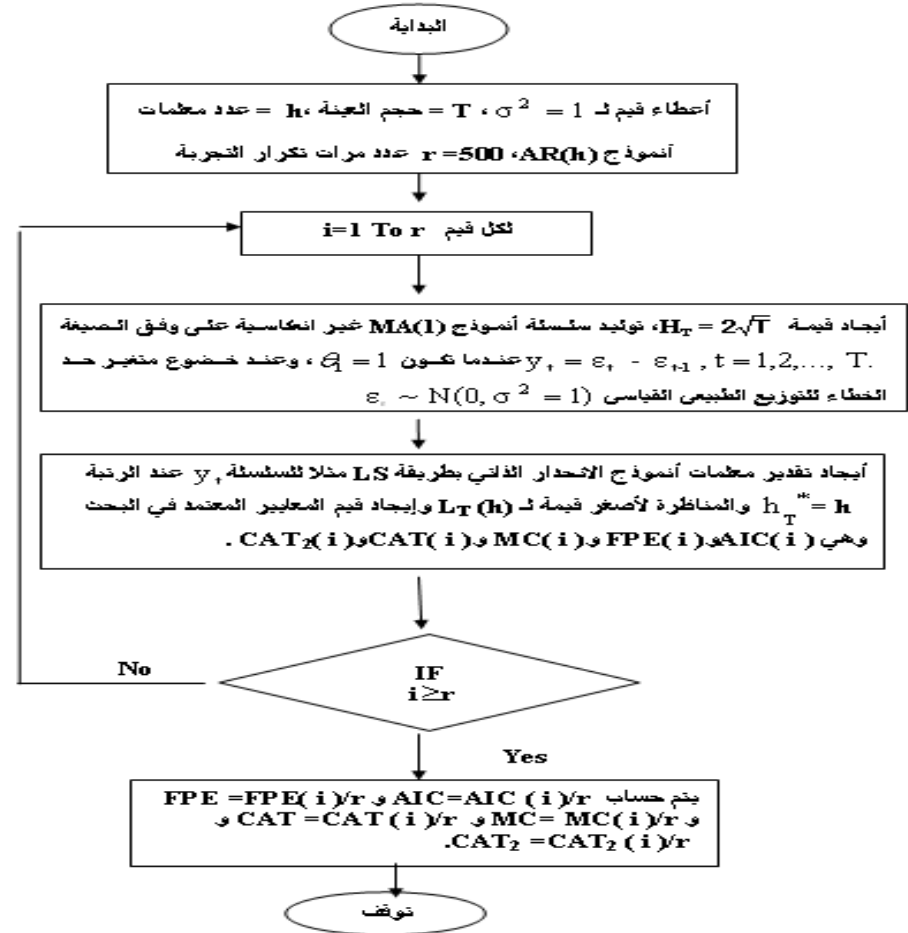 البداية
أعطاء قيم لـ σ² = 1 ، T = حجم العينة ،h = عدد معلمات
أنموذج AR(h)، r =500 عدد مرات تكرار التجربة
لكل قيم i=1 To r
أيجاد قيمة H_T = 2√T، توليد سلسلة أنموذج MA(1) غير انعكاسية على وفق الصيغة
y_t = ε_t - ε_t-1 , t = 1,2,..., T. عندما تكون θ₁ = 1 ، وعند خضوع متغير حد
الخطاء للتوزيع الطبيعي القياسي ε. ~ N(0, σ² = 1)
أيجاد تقدير معلمات أنموذج الانحدار الذاتي بطريقة LS مثلا للسلسلة y_t عند الرتبة
h_T^* = h والمناظرة لأصغر قيمة لـ L_T (h) وإيجاد قيم المعايير المعتمد في البحث
وهي AIC( i )و FPE( i )و MC( i )و CAT( i )و CAT₂( i ) .
IF
i≥r
No
Yes
يتم حساب AIC=AIC ( i )/r و FPE =FPE( i )/r
و MC= MC( i )/r و CAT =CAT ( i )/r و
CAT₂ =CAT₂ ( i )/r.
توقف